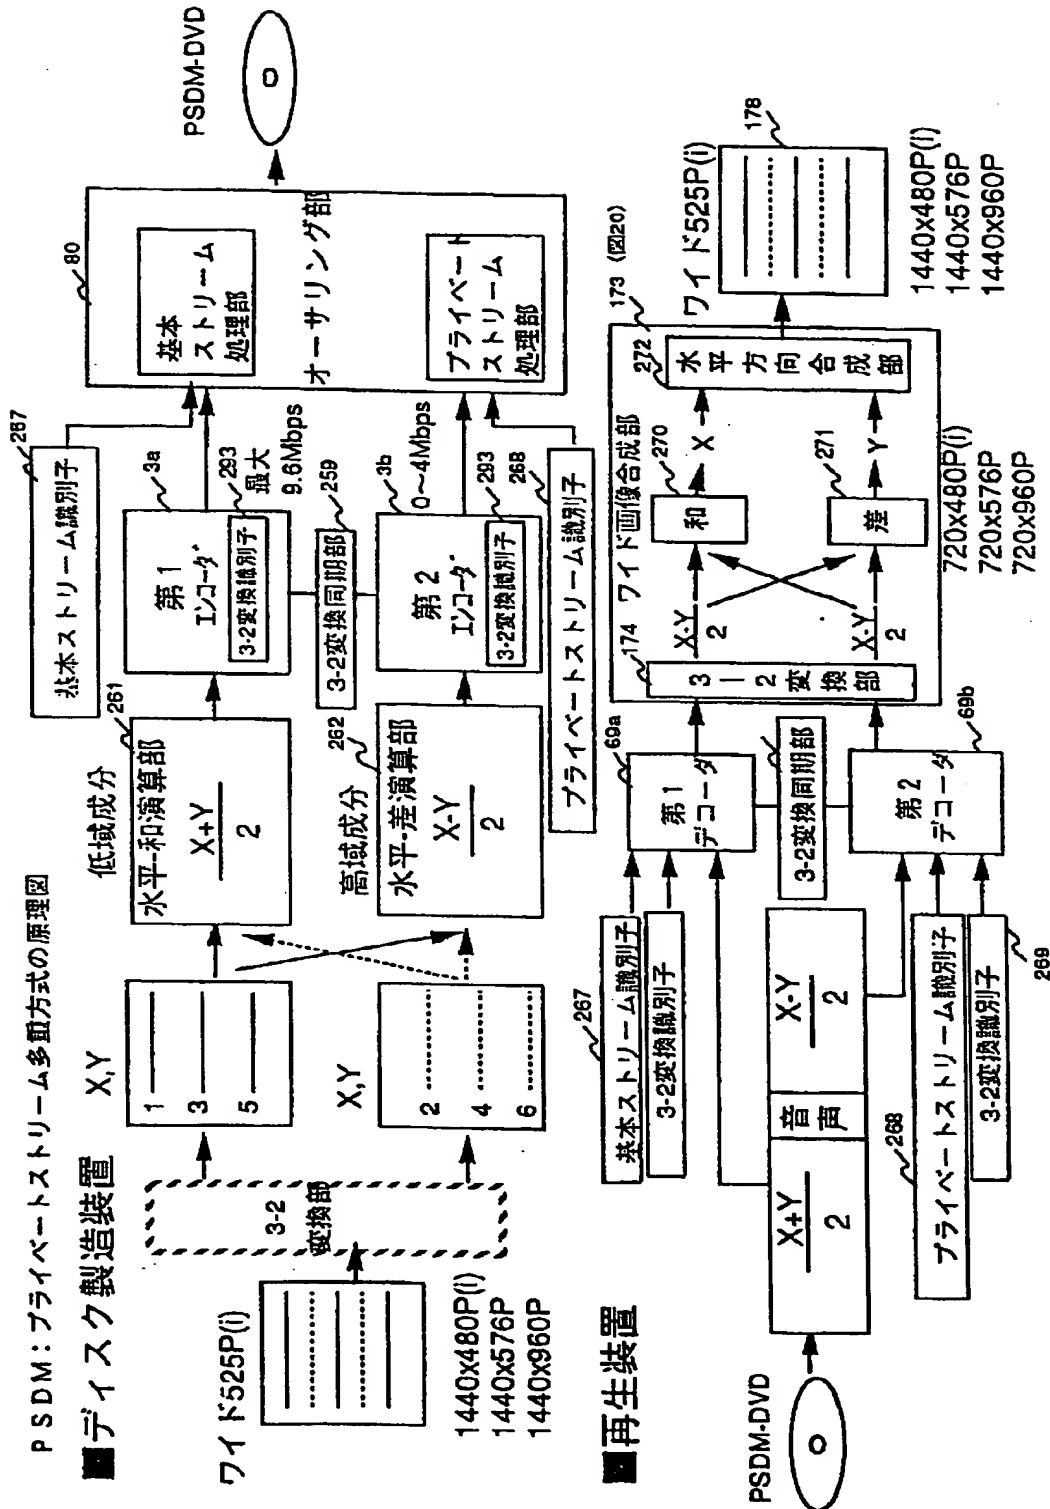 PSDM：プライベートストリーム多重方式の原理図
■ディスク製造装置
ワイド525P(i)
1440x480P(i)
1440x576P
1440x960P
3-2
変換部
X,Y
1
3
5
X,Y
2
4
6
低域成分
261
水平-和演算部
X+Y
2
高域成分
262
水平-差演算部
X-Y
2
257
基本ストリーム識別子
3a
第1
エンコーダ
3-2変換識別子
293
最大
9.6Mbps
259
3-2変換同期部
3b
0～4Mbps
第2
エンコーダ
3-2変換識別子
293
268
プライベートストリーム識別子
80
基本
ストリーム
処理部
オーサリング部
プライベート
ストリーム
処理部
PSDM-DVD
■再生装置
PSDM-DVD
X+Y
2
音声
X-Y
2
267
基本ストリーム識別子
3-2変換識別子
268
プライベートストリーム識別子
3-2変換識別子
269
69a
第1
デコーダ
3-2変換同期部
第2
デコーダ
69b
174
ワイド画像合成部
173
(図20)
3-2変換部
X-Y
2
X-Y
2
270
和
X
271
差
Y
272
水平方向合成部
720x480P(i)
720x576P
720x960P
ワイド525P(i)
178
1440x480P(i)
1440x576P
1440x960P